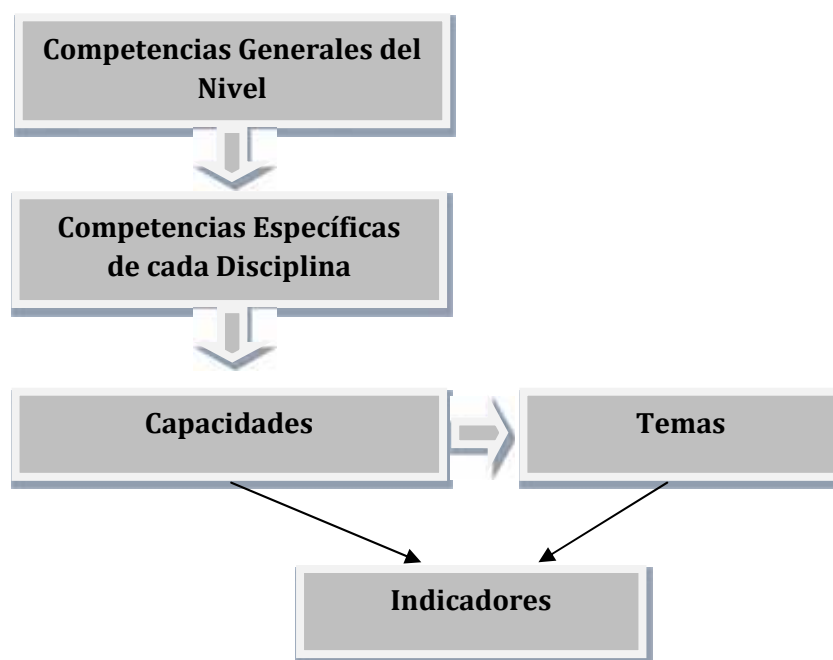 Competencias Generales del
Nivel
Competencias Específicas
de cada Disciplina
Capacidades
Temas
Indicadores